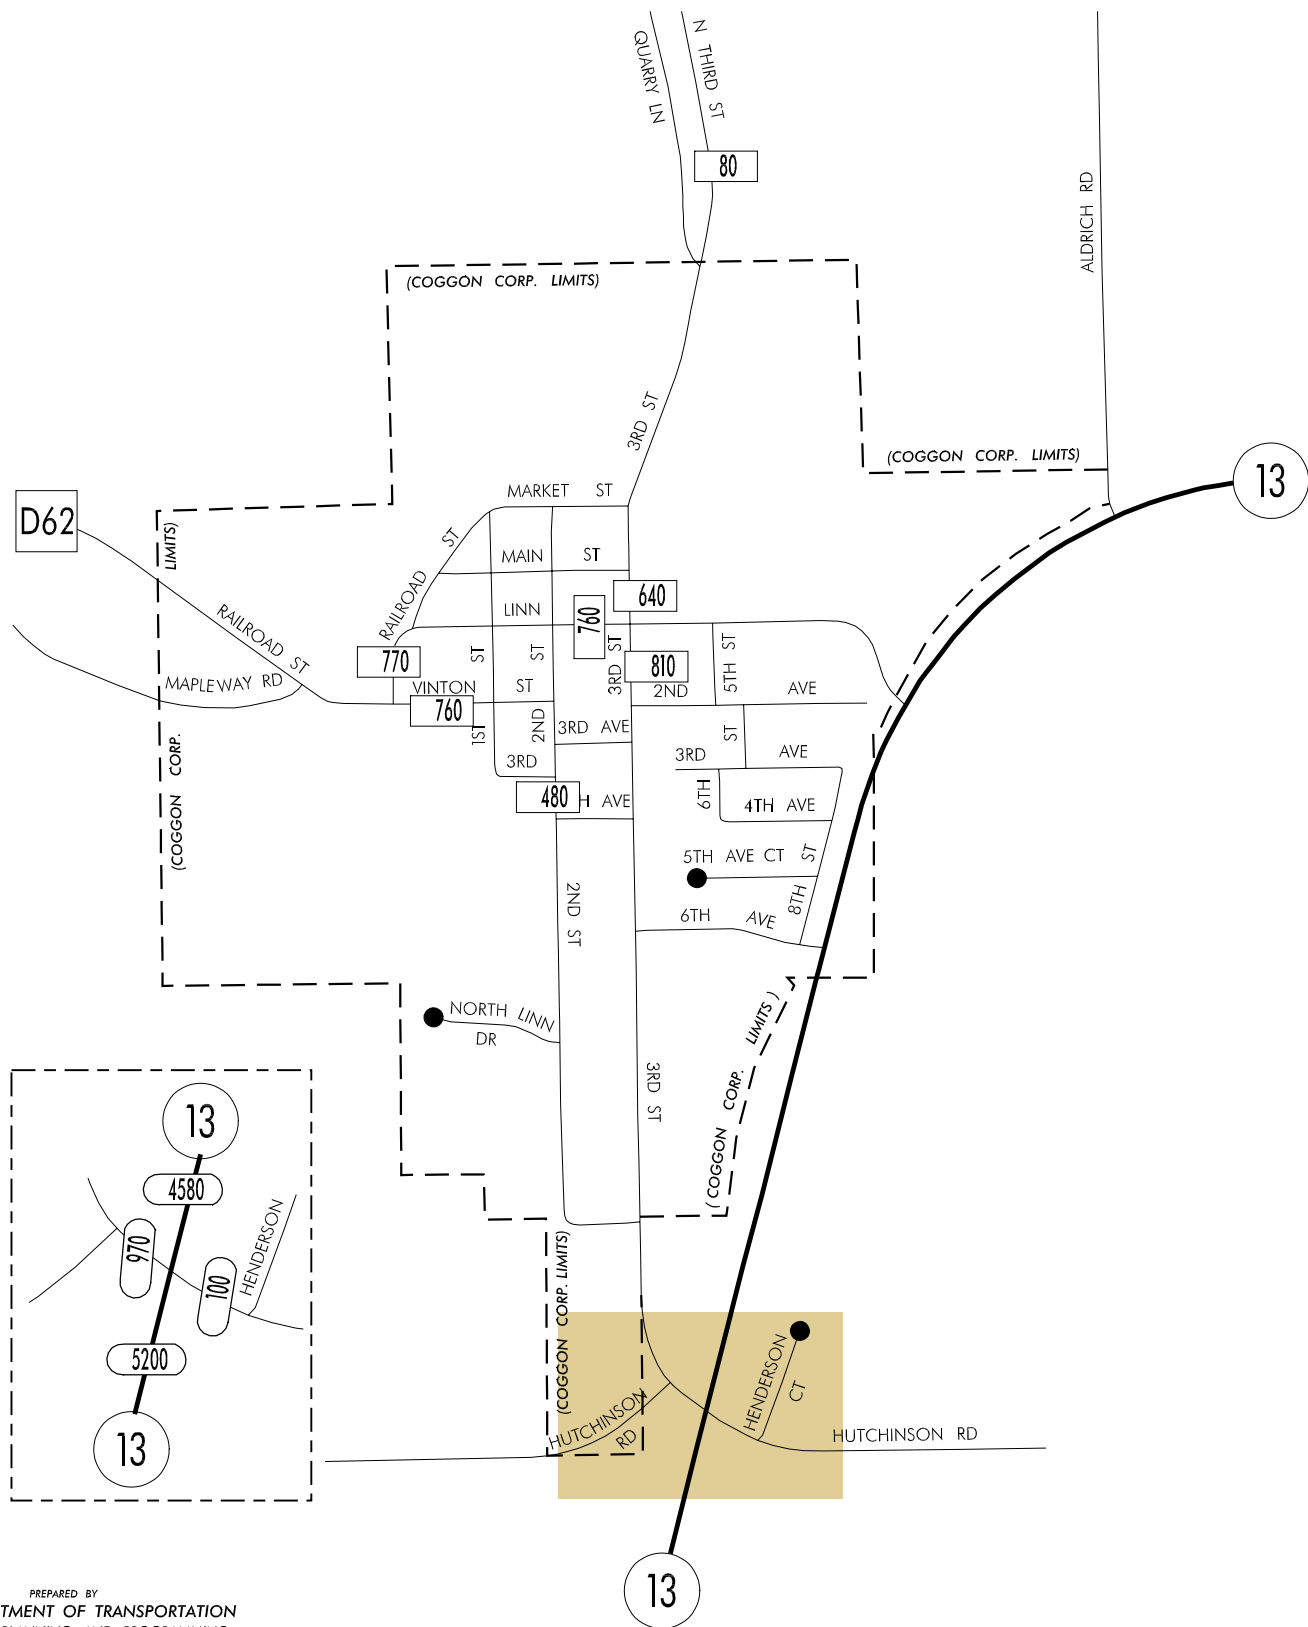 QUARRY LN
N THIRD ST
80
ALDRICH RD
(COGGON CORP. LIMITS)
3RD ST
(COGGON CORP. LIMITS)
13
D62
MARKET ST
LIMITS)
RAILROAD ST
MAIN ST
LINN
640
760
RAILROAD ST
770
ST
ST
3RD ST
810
5TH ST
MAPLEWAY RD
VINTON ST
2ND AVE
760
1ST
2ND
3RD AVE
ST
(COGGON CORP.
3RD
3RD AVE
480
H AVE
6TH
4TH AVE
5TH AVE CT
8TH ST
2ND ST
6TH AVE
NORTH LINN
DR
LIMITS )
3RD ST
(COGGON CORP.
13
4580
970
100
HENDERSON
5200
13
(COGGON CORP. LIMITS)
HENDERSON
CT
HUTCHINSON
RD
HUTCHINSON RD
13
PREPARED BY
TMENT OF TRANSPORTATION